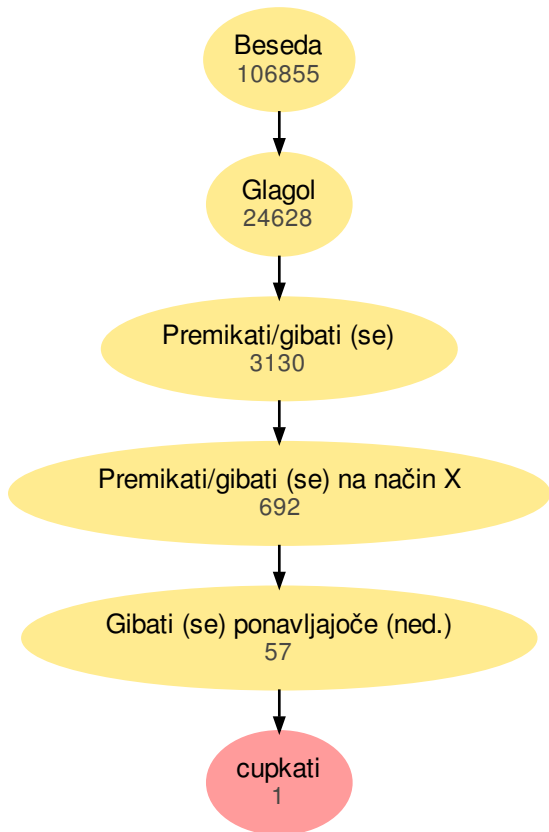 Beseda
106855
Glagol
24628
Premikati/gibati (se)
3130
Premikati/gibati (se) na način X
692
Gibati (se) ponavljajoče (ned.)
57
cupkati
1